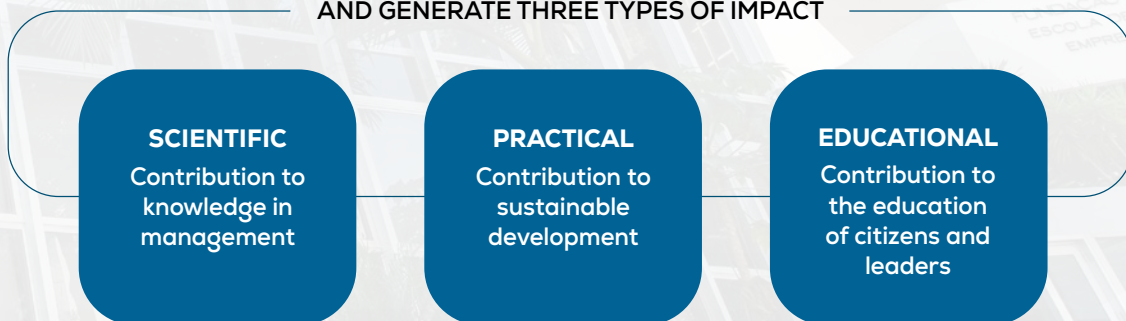 AND GENERATE THREE TYPES OF IMPACT
SCIENTIFIC
Contribution to
knowledge in
management
PRACTICAL
Contribution to
sustainable
development
EDUCATIONAL
Contribution to
the education
of citizens and
leaders